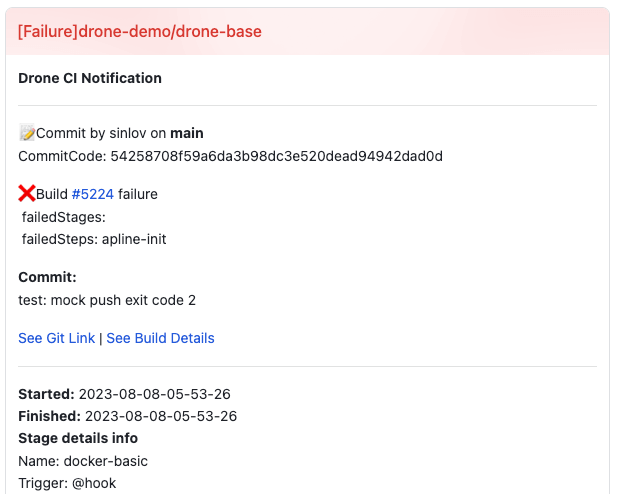 [Failure]drone-demo/drone-base
Drone CI Notification
📝Commit by sinlov on main
CommitCode: 54258708f59a6da3b98dc3e520dead94942dad0d
❌Build #5224 failure
failedStages:
failedSteps: apline-init
Commit:
test: mock push exit code 2
See Git Link | See Build Details
Started: 2023-08-08-05-53-26
Finished: 2023-08-08-05-53-26
Stage details info
Name: docker-basic
Trigger: @hook